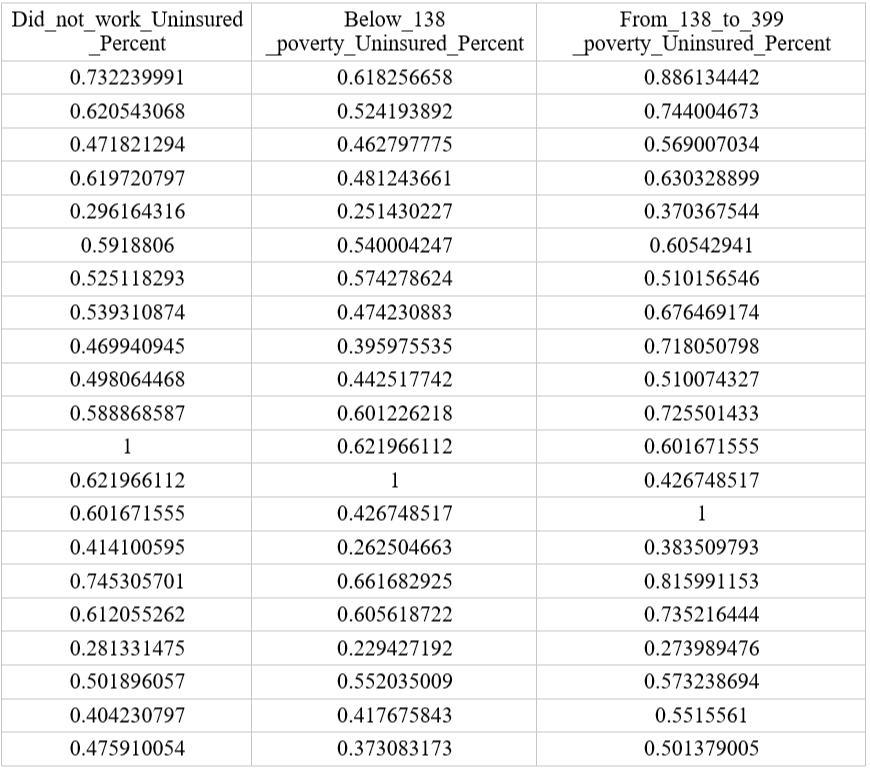 Did_not_work_Uninsured Below_138 From_138_to_399
_Percent _poverty_Uninsured_Percent _poverty_Uninsured_Percent
0.732239991 0.618256658 0.886134442
0.620543068 0.524193892 0.744004673
0.471821294 0.462797775 0.569007034
0.619720797 0.481243661 0.630328899
0.296164316 0.251430227 0.370367544
0.5918806 0.540004247 0.60542941
0.525118293 0.574278624 0.510156546
0.539310874 0.474230883 0.676469174
0.469940945 0.395975535 0.718050798
0.498064468 0.442517742 0.510074327
0.588868587 0.601226218 0.725501433
1 0.621966112 0.601671555
0.621966112 1 0.426748517
0.601671555 0.426748517 1
0.414100595 0.262504663 0.383509793
0.745305701 0.661682925 0.815991153
0.612055262 0.605618722 0.735216444
0.281331475 0.229427192 0.273989476
0.501896057 0.552035009 0.573238694
0.404230797 0.417675843 0.5515561
0.475910054 0.373083173 0.501379005